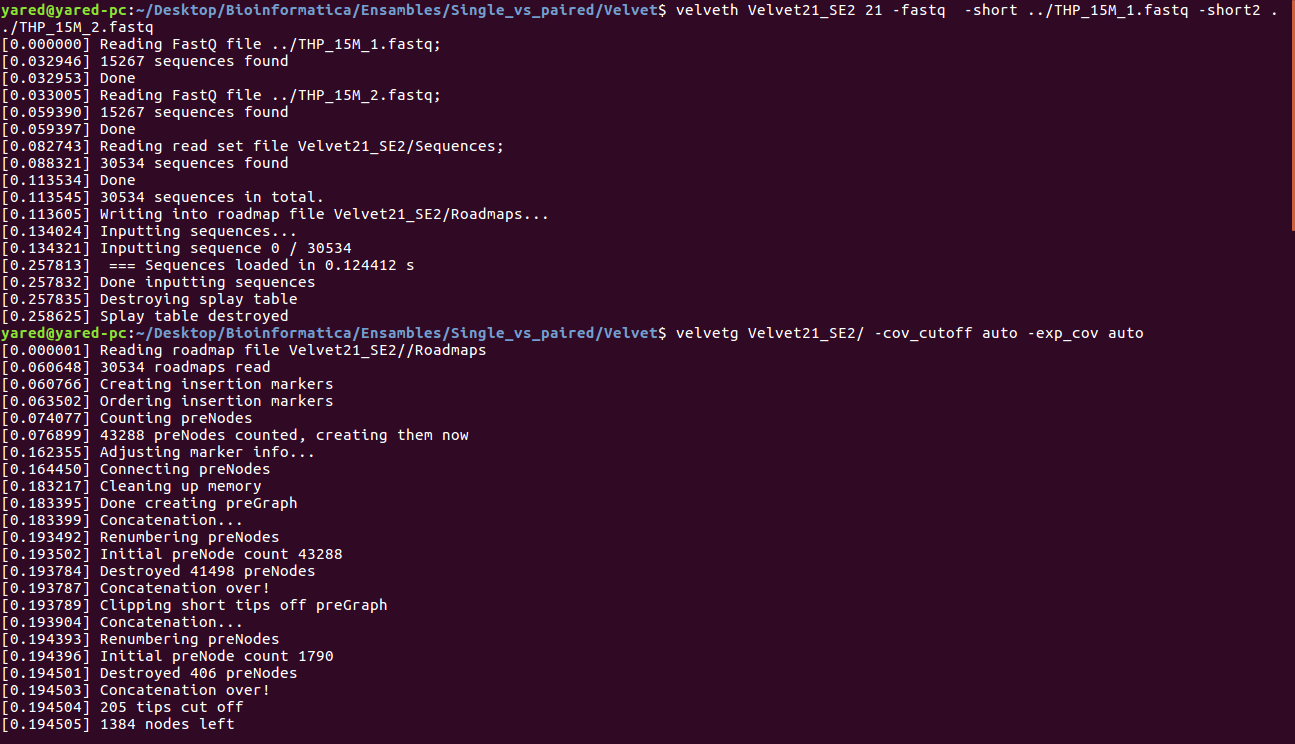 yared@yared-pc:~/Desktop/Bioinformatica/Ensambles/Single_vs_paired/Velvet$ velveth Velvet21_SE2 21 -fastq  -short ../THP_15M_1.fastq -short2 .
./THP_15M_2.fastq
[0.000000] Reading FastQ file ../THP_15M_1.fastq;
[0.032946] 15267 sequences found
[0.032953] Done
[0.033005] Reading FastQ file ../THP_15M_2.fastq;
[0.059390] 15267 sequences found
[0.059397] Done
[0.082743] Reading read set file Velvet21_SE2/Sequences;
[0.088321] 30534 sequences found
[0.113534] Done
[0.113545] 30534 sequences in total.
[0.113605] Writing into roadmap file Velvet21_SE2/Roadmaps...
[0.134024] Inputting sequences...
[0.134321] Inputting sequence 0 / 30534
[0.257813]  === Sequences loaded in 0.124412 s
[0.257832] Done inputting sequences
[0.257835] Destroying splay table
[0.258625] Splay table destroyed
yared@yared-pc:~/Desktop/Bioinformatica/Ensambles/Single_vs_paired/Velvet$ velvetg Velvet21_SE2/ -cov_cutoff auto -exp_cov auto
[0.000001] Reading roadmap file Velvet21_SE2//Roadmaps
[0.060648] 30534 roadmaps read
[0.060766] Creating insertion markers
[0.063502] Ordering insertion markers
[0.074077] Counting preNodes
[0.076899] 43288 preNodes counted, creating them now
[0.162355] Adjusting marker info...
[0.164450] Connecting preNodes
[0.183217] Cleaning up memory
[0.183395] Done creating preGraph
[0.183399] Concatenation...
[0.193492] Renumbering preNodes
[0.193502] Initial preNode count 43288
[0.193784] Destroyed 41498 preNodes
[0.193787] Concatenation over!
[0.193789] Clipping short tips off preGraph
[0.193904] Concatenation...
[0.194393] Renumbering preNodes
[0.194396] Initial preNode count 1790
[0.194501] Destroyed 406 preNodes
[0.194503] Concatenation over!
[0.194504] 205 tips cut off
[0.194505] 1384 nodes left